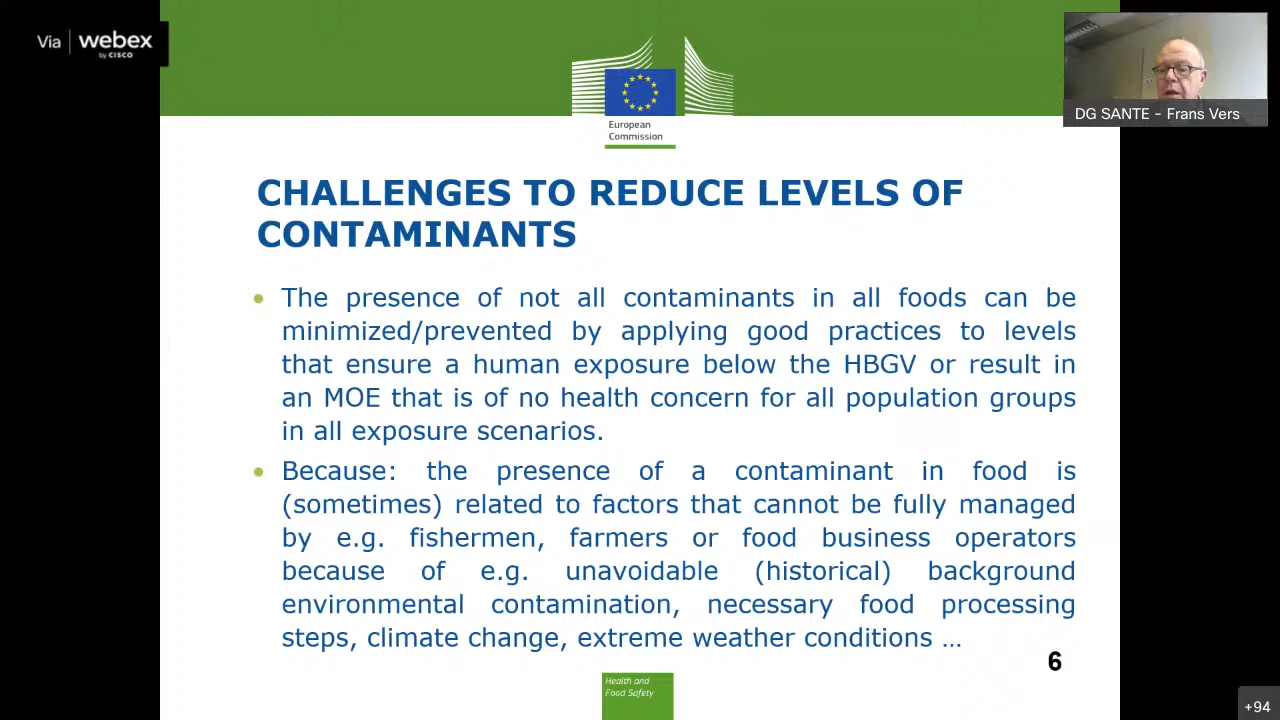 Via webex
by CISCO
DG SANTE - Frans Vers
European
Commission
CHALLENGES TO REDUCE LEVELS OF
CONTAMINANTS
• The presence of not all contaminants in all foods can be
minimized/prevented by applying good practices to levels
that ensure a human exposure below the HBGV or result in
an MOE that is of no health concern for all population groups
in all exposure scenarios.
• Because: the presence of a contaminant in food is
(sometimes) related to factors that cannot be fully managed
by e.g. fishermen, farmers or food business operators
because of e.g. unavoidable (historical) background
environmental contamination, necessary food processing
steps, climate change, extreme weather conditions …
6
Health and
Food Safety
+94